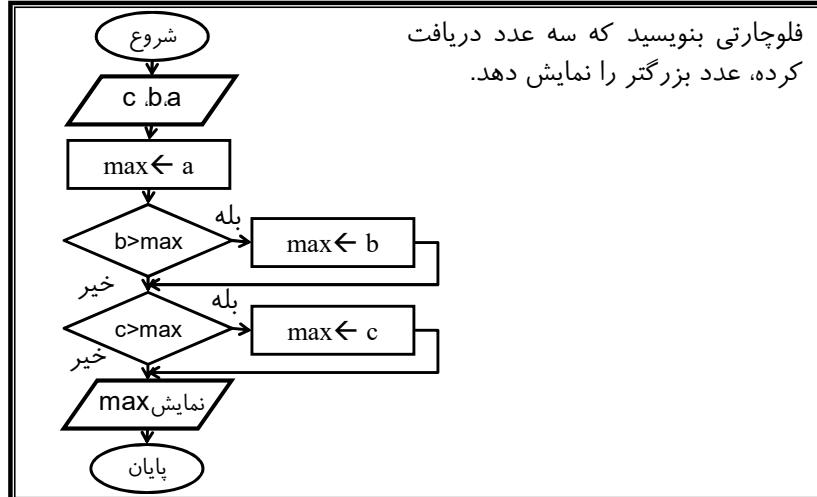 فلوچارتی بنویسید که سه عدد دریافت
کرده، عدد بزرگتر را نمایش دهد.
شروع
a،b، c
max← a
b>max
بله
max← b
خیر
c>max
بله
max← c
خیر
نمایش max
پایان